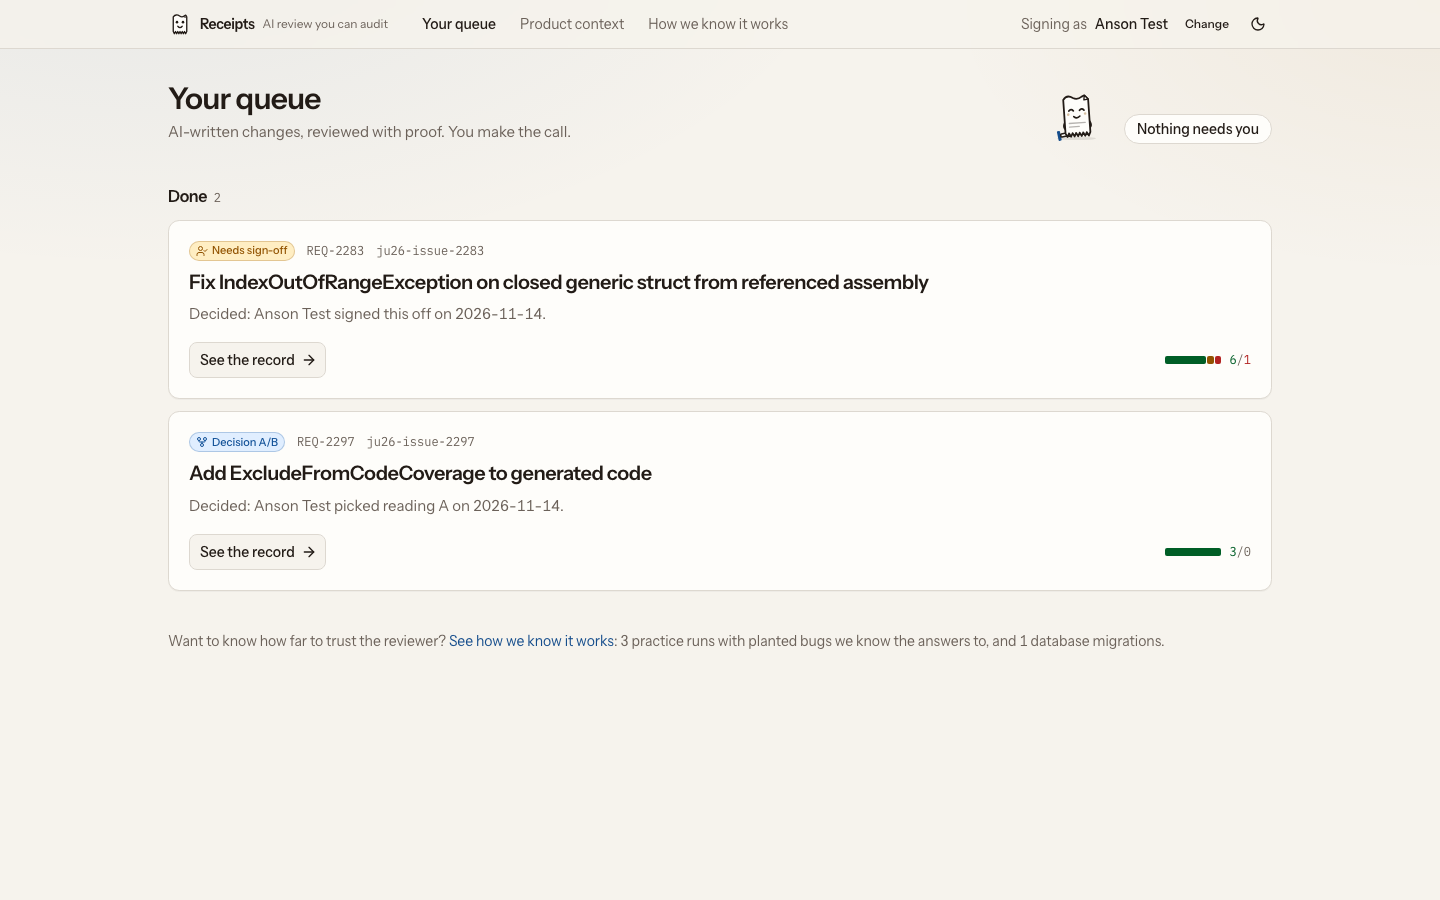 Receipts AI review you can audit Your queue Product context How we know it works Signing as Anson Test Change
Your queue
AI-written changes, reviewed with proof. You make the call.
Nothing needs you
Done 2
Needs sign-off REQ-2283 ju26-issue-2283
Fix IndexOutOfRangeException on closed generic struct from referenced assembly
Decided: Anson Test signed this off on 2026-11-14.
See the record → 6/1
Decision A/B REQ-2297 ju26-issue-2297
Add ExcludeFromCodeCoverage to generated code
Decided: Anson Test picked reading A on 2026-11-14.
See the record → 3/0
Want to know how far to trust the reviewer? See how we know it works: 3 practice runs with planted bugs we know the answers to, and 1 database migrations.